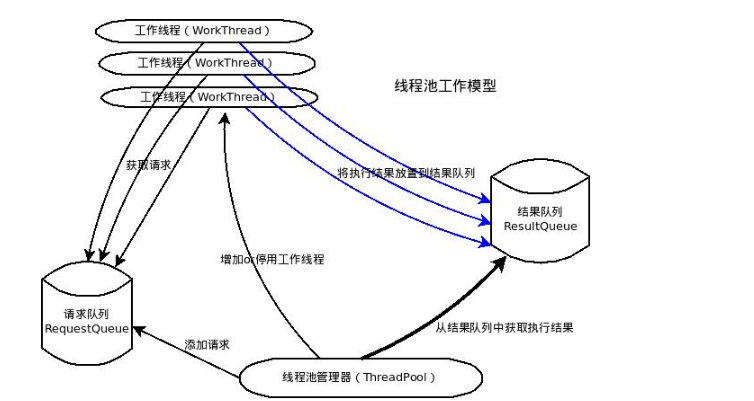 工作线程（WorkThread）
工作线程（WorkThread）
工作线程（WorkThread）
线程池工作模型
获取请求
将执行结果放置到结果队列
结果队列
ResultQueue
增加or停用工作线程
请求队列
RequestQueue
从结果队列中获取执行结果
添加请求
线程池管理器（ThreadPool）